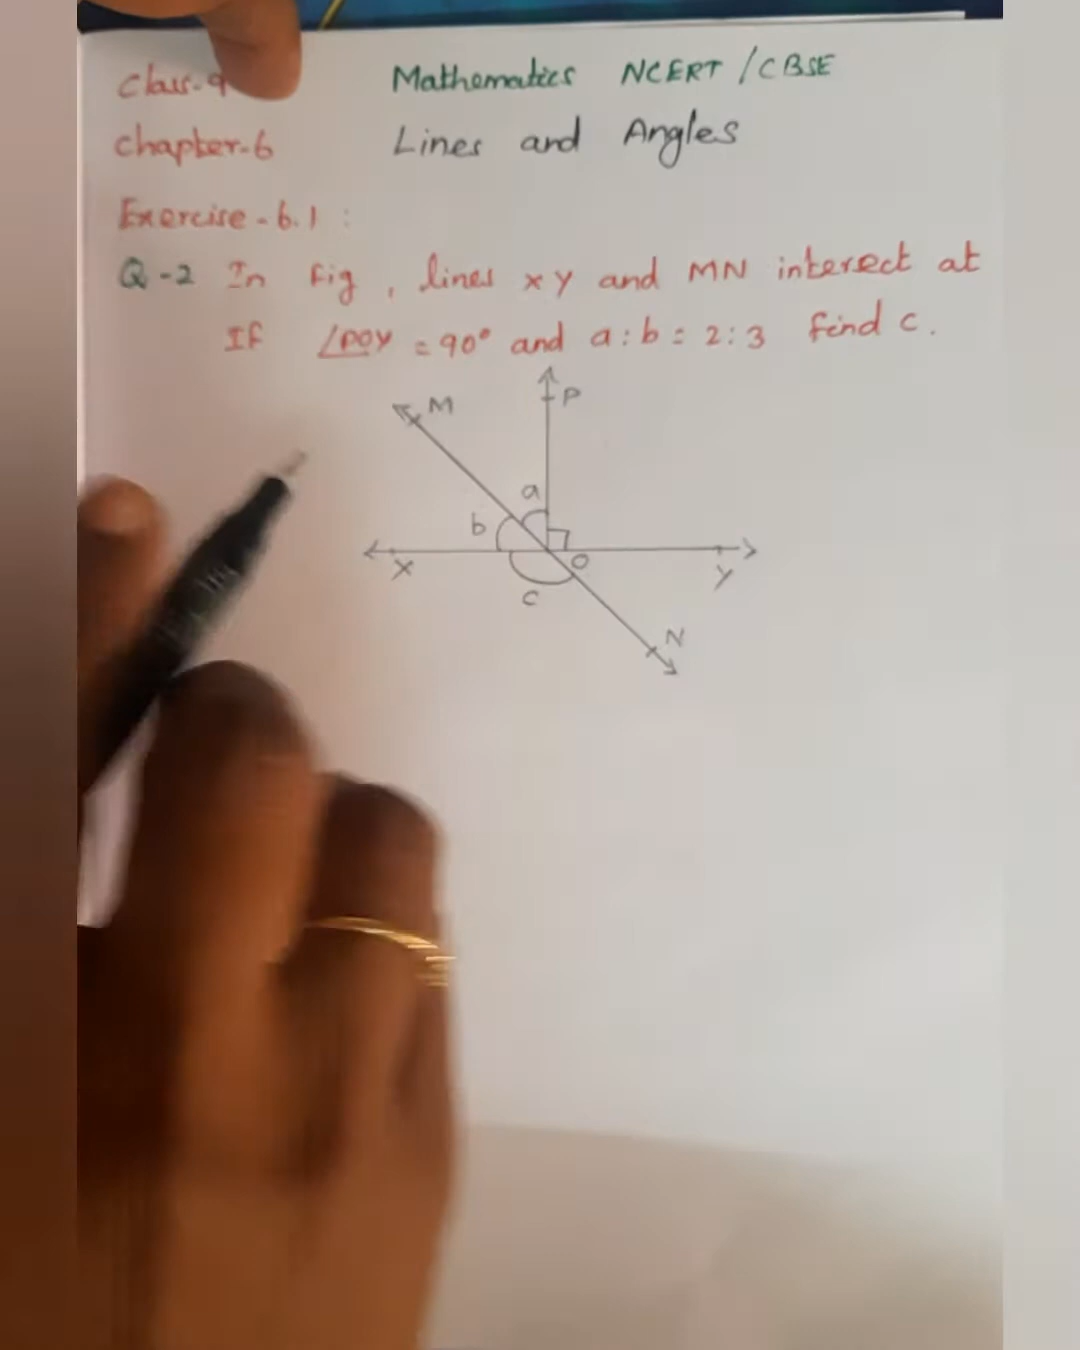 Class-9 Mathematics NCERT / CBSE
Chapter-6 Lines and Angles
Exercise-6.1 :
Q-2 In Fig, lines xy and MN interect at
If ∠POY = 90° and a : b = 2 : 3 find c.
M P
a
b
X O Y
c
N